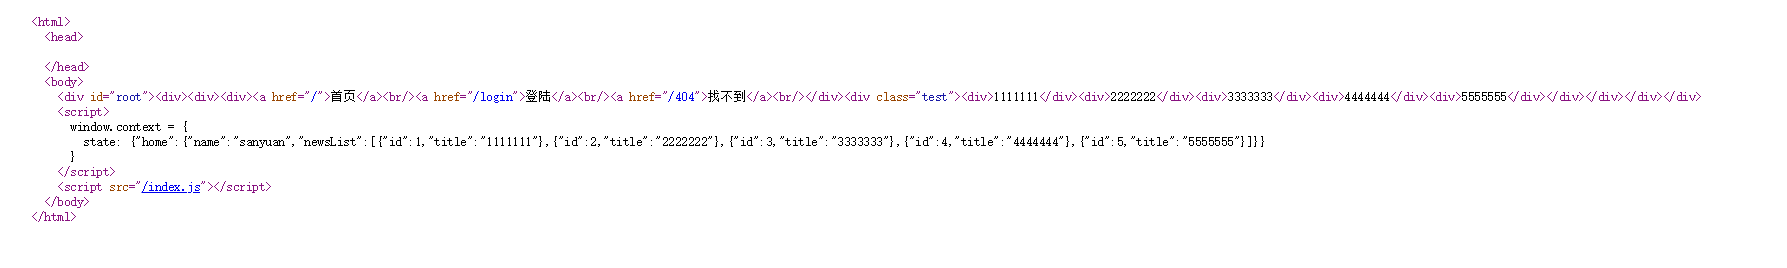 <html>
<head>
</head>
<body>
<div id="root"><div><div><div><a href="/">首页</a><br/><a href="/login">登陆</a><br/><a href="/404">找不到</a><br/></div><div class="test"><div>1111111</div><div>2222222</div><div>3333333</div><div>4444444</div><div>5555555</div></div></div></div></div>
<script>
window.context = {
state: {"home":{"name":"sanyuan","newsList":[{"id":1,"title":"1111111"},{"id":2,"title":"2222222"},{"id":3,"title":"3333333"},{"id":4,"title":"4444444"},{"id":5,"title":"5555555"}]}}
}
</script>
<script src="/index.js"></script>
</body>
</html>